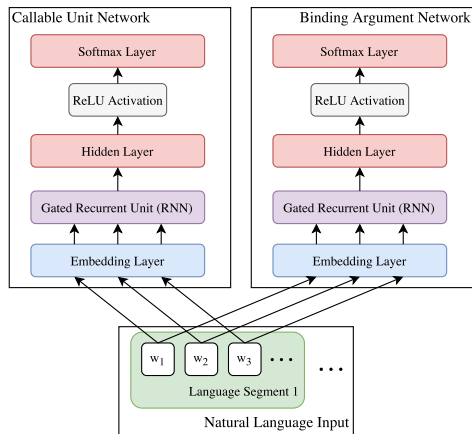 Callable Unit Network
Softmax Layer
ReLU Activation
Hidden Layer
Gated Recurrent Unit (RNN)
Embedding Layer
Binding Argument Network
Softmax Layer
ReLU Activation
Hidden Layer
Gated Recurrent Unit (RNN)
Embedding Layer
w1 w2 w3 ... ...
Language Segment 1
Natural Language Input